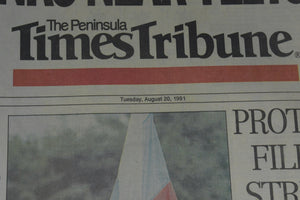 The Peninsula
Times Tribune
Tuesday, August 20, 1991
PROT
FIL
STR